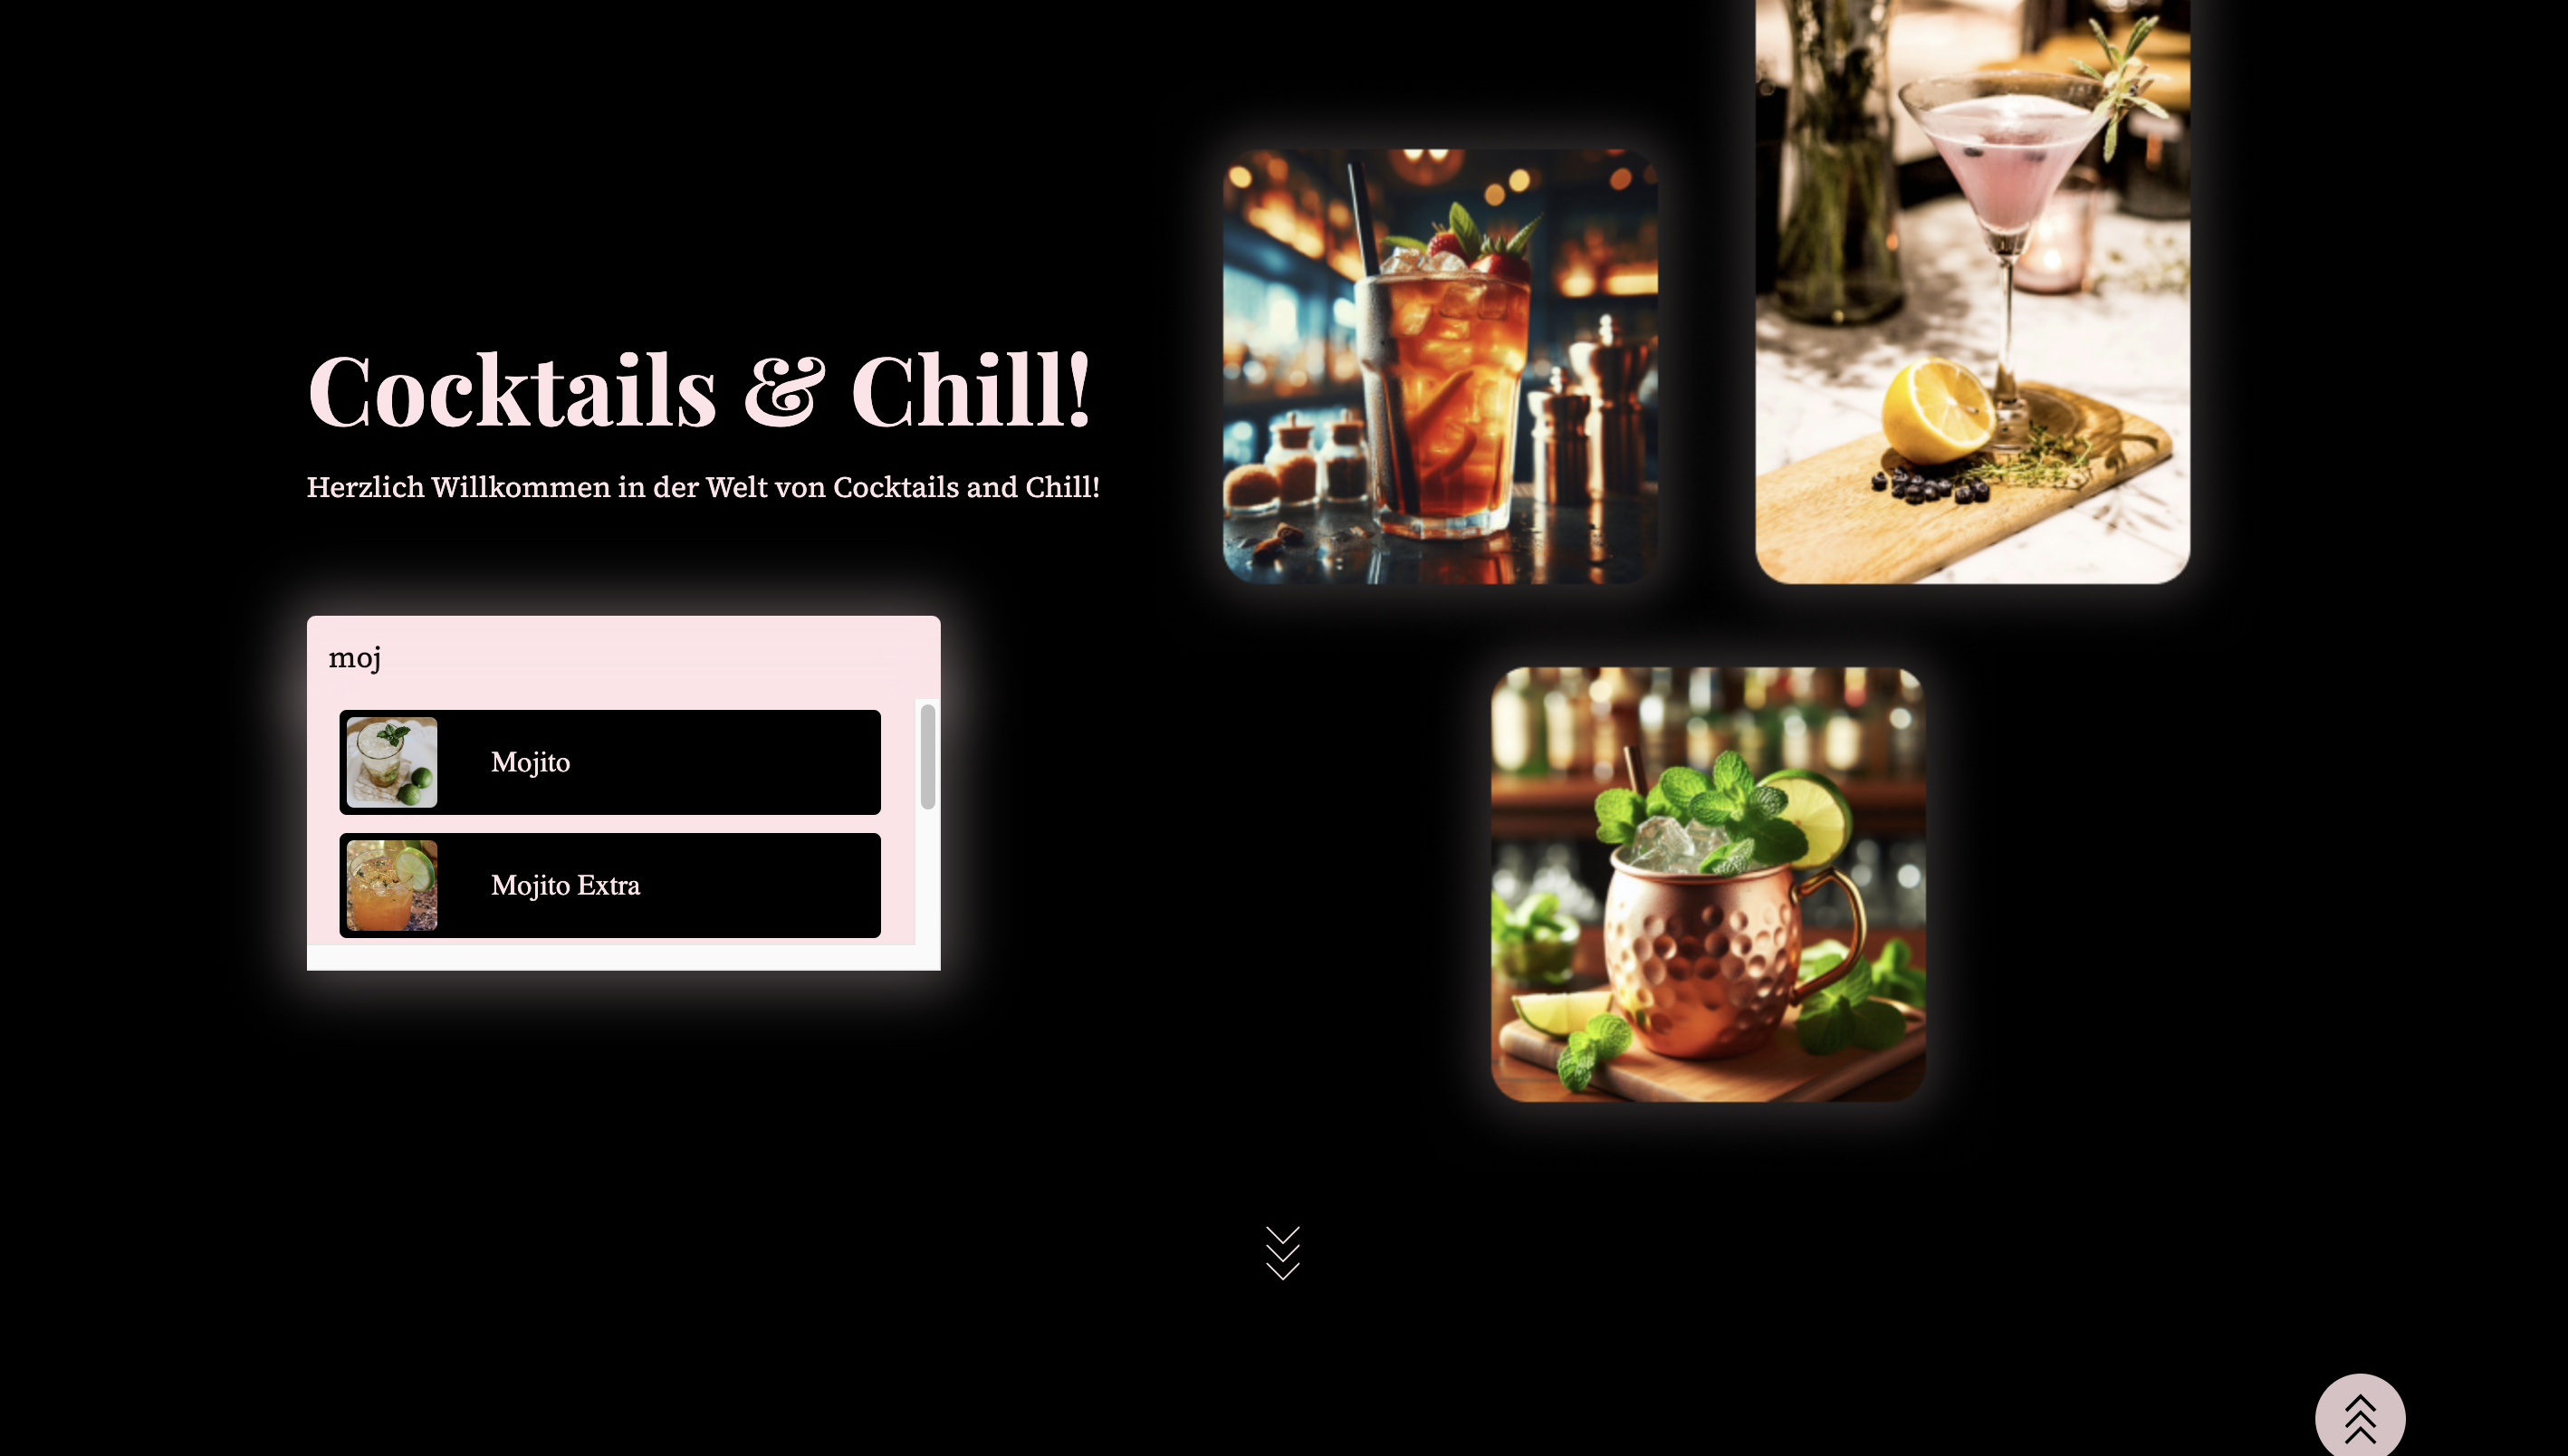 Cocktails & Chill!
Herzlich Willkommen in der Welt von Cocktails and Chill!
moj
Mojito
Mojito Extra